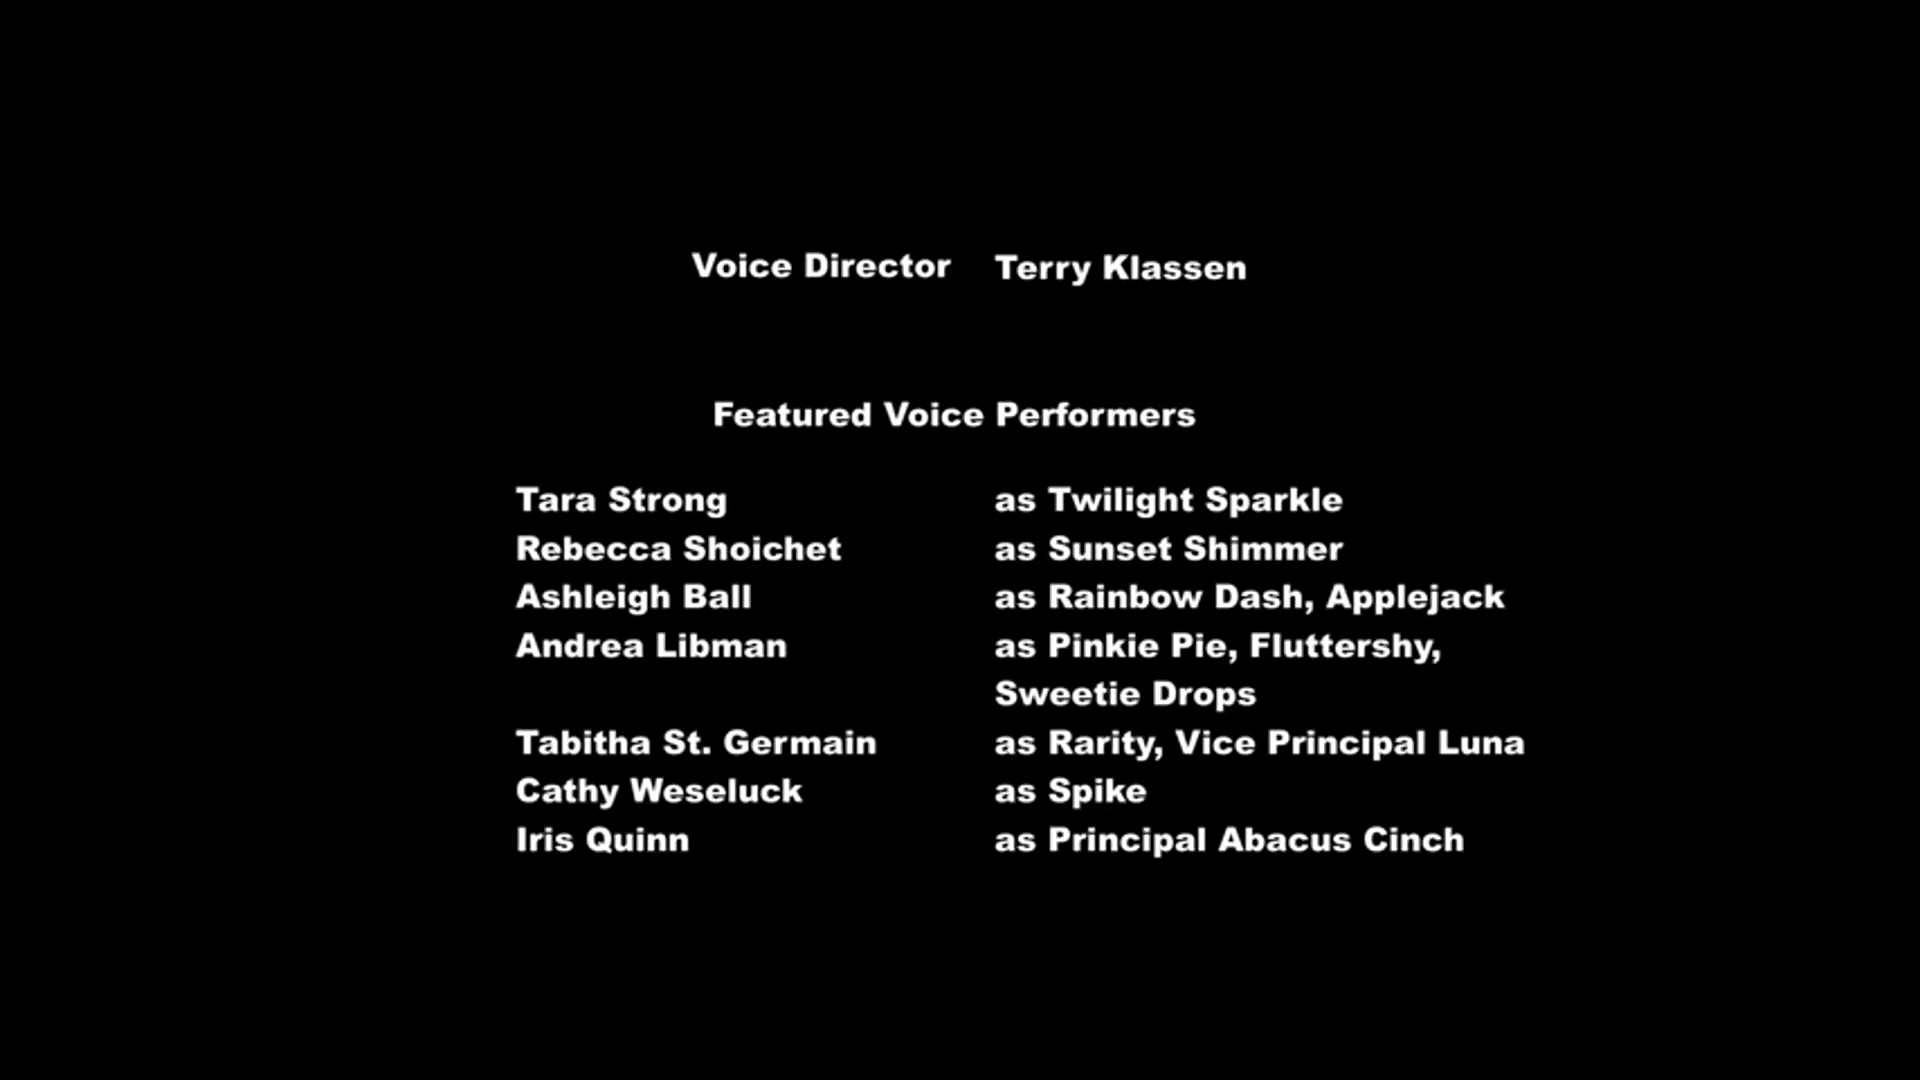 Voice Director Terry Klassen
Featured Voice Performers
Tara Strong as Twilight Sparkle
Rebecca Shoichet as Sunset Shimmer
Ashleigh Ball as Rainbow Dash, Applejack
Andrea Libman as Pinkie Pie, Fluttershy,
Sweetie Drops
Tabitha St. Germain as Rarity, Vice Principal Luna
Cathy Weseluck as Spike
Iris Quinn as Principal Abacus Cinch